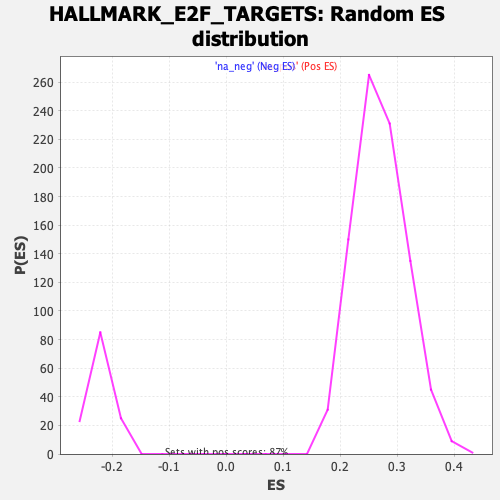 HALLMARK_E2F_TARGETS: Random ES
distribution
'na_neg' (Neg ES)' (Pos ES)
260
240
220
200
180
160
140
120
100
80
60
40
20
0
P(ES)
Sets with pos scores: 87%
-0.2 -0.1 0.0 0.1 0.2 0.3 0.4
ES